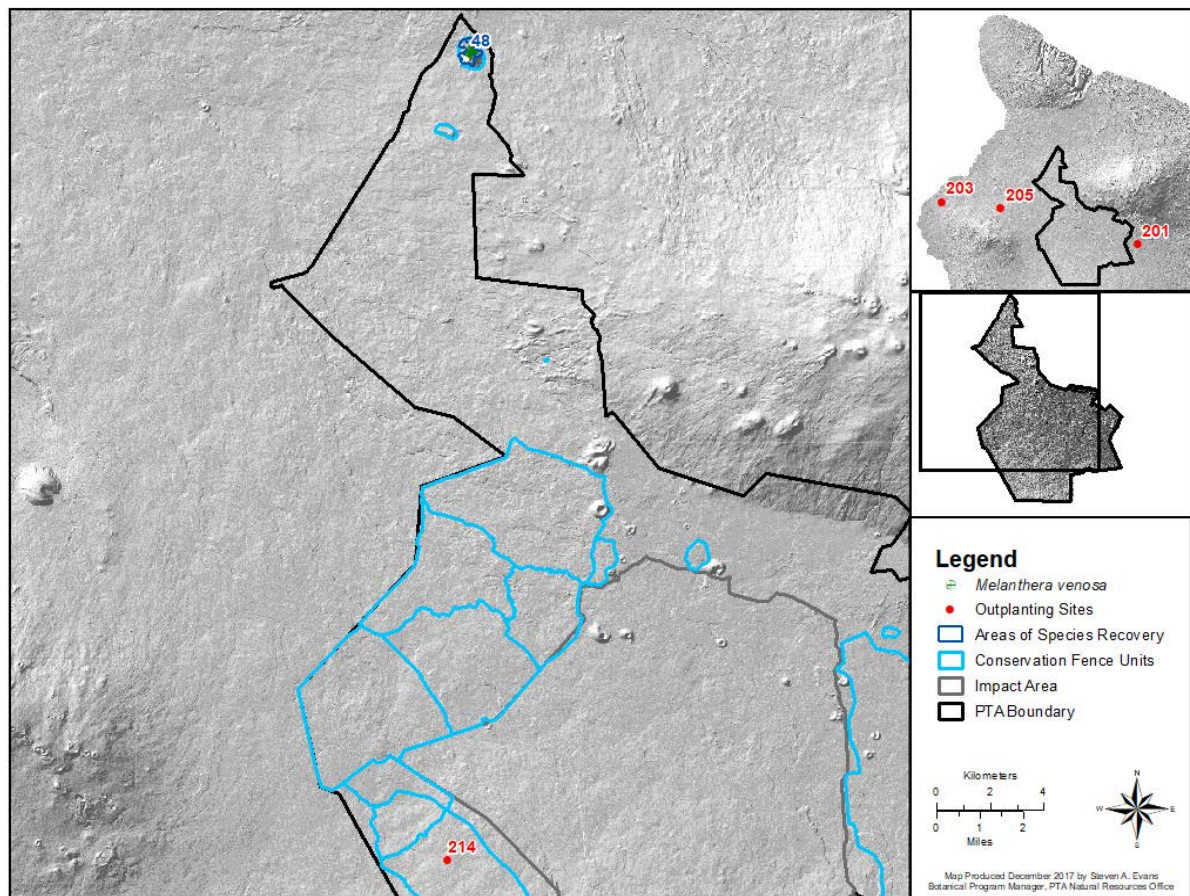 48
203
205
201
214
Legend
Melanthera venosa
Outplanting Sites
Areas of Species Recovery
Conservation Fence Units
Impact Area
PTA Boundary
Kilometers
0 2 4
0 1 2
Miles
N
W E
S
Map Produced December 2017 by Steven A. Evans
Botanical Program Manager, PTA Natural Resources Office